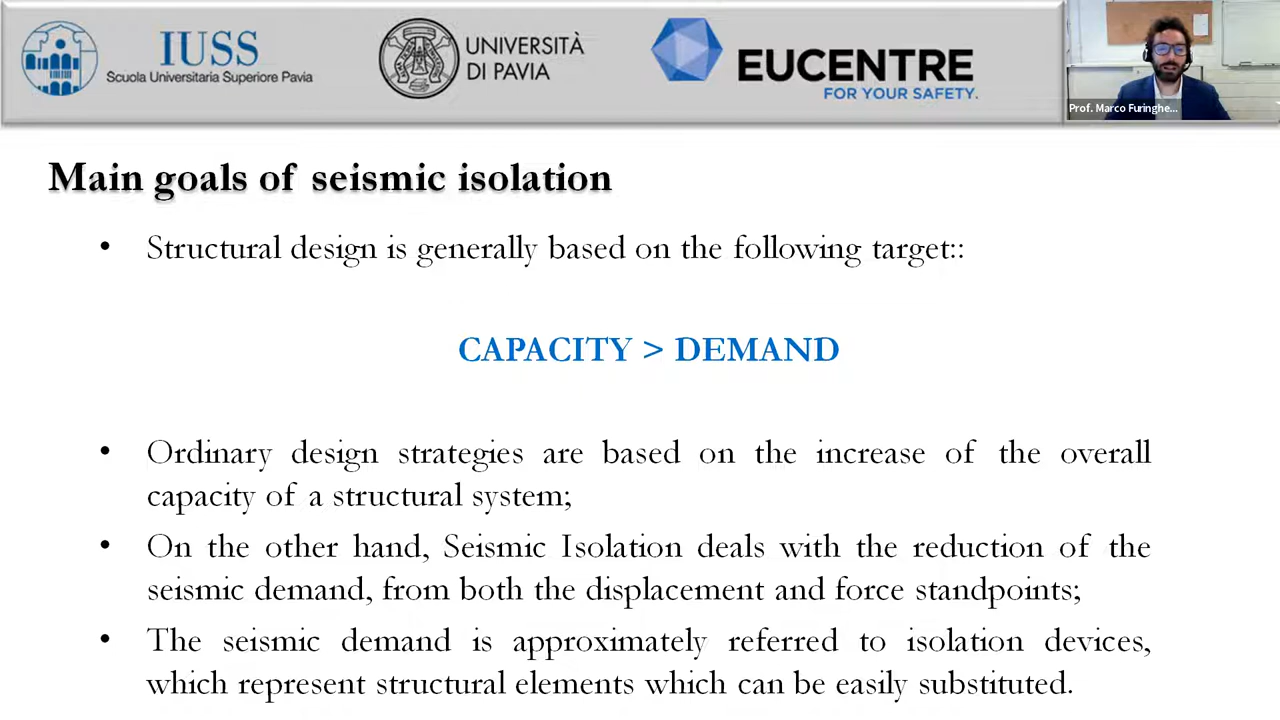 IUSS
Scuola Universitaria Superiore Pavia
UNIVERSITÀ
DI PAVIA
EUCENTRE
FOR YOUR SAFETY.
Prof. Marco Furinghe...
Main goals of seismic isolation
• Structural design is generally based on the following target::
CAPACITY > DEMAND
• Ordinary design strategies are based on the increase of the overall
capacity of a structural system;
• On the other hand, Seismic Isolation deals with the reduction of the
seismic demand, from both the displacement and force standpoints;
• The seismic demand is approximately referred to isolation devices,
which represent structural elements which can be easily substituted.